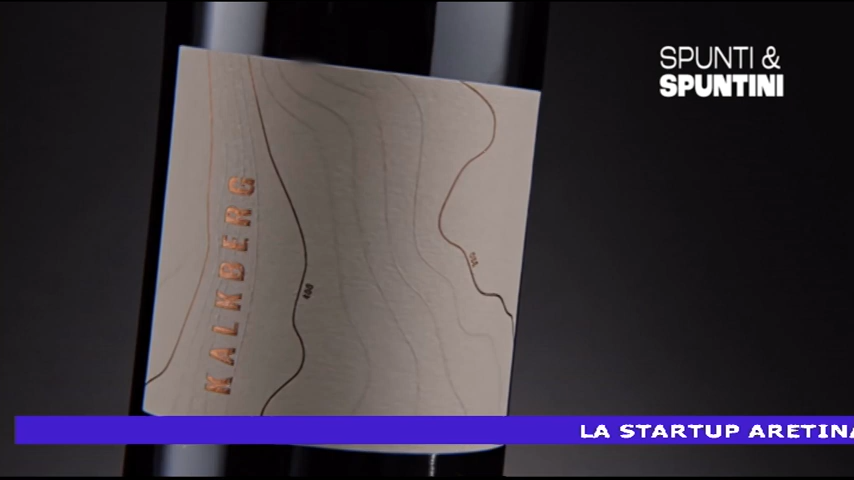 SPUNTI &
SPUNTINI
KALKBERG
400
LA STARTUP ARETINA